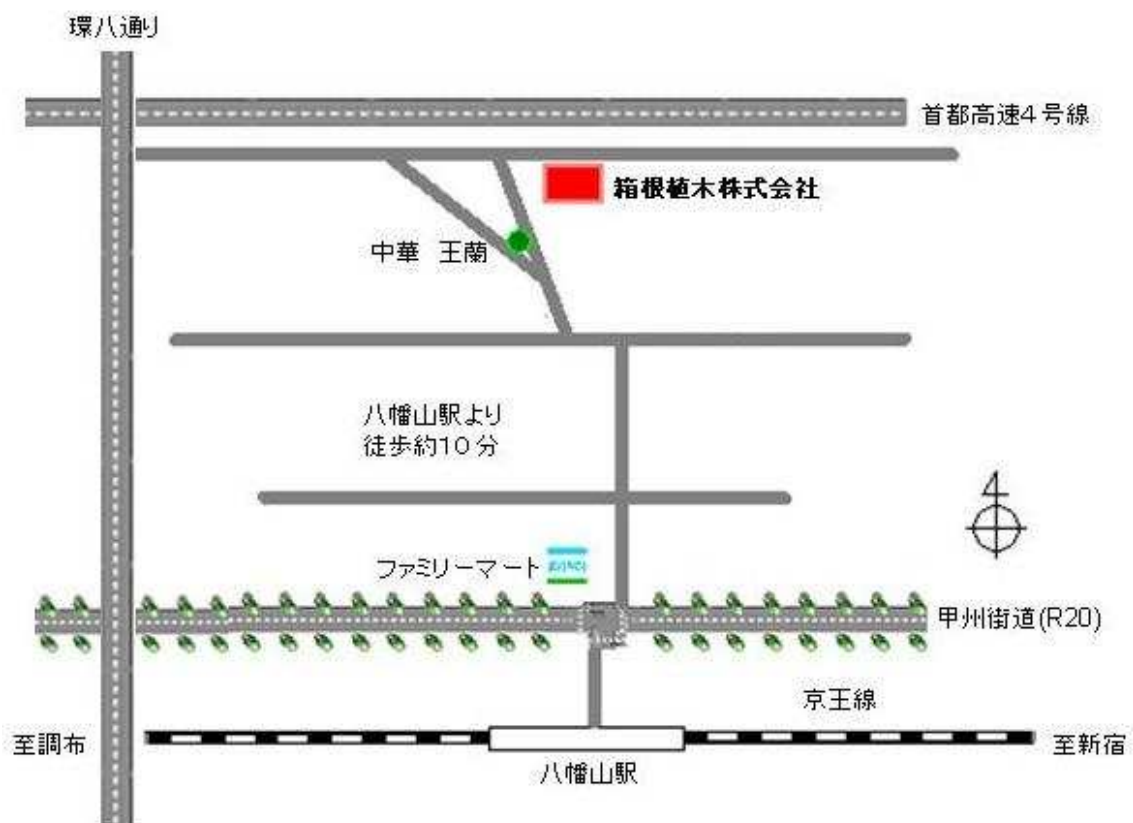 環八通り
首都高速4号線
箱根植木株式会社
中華 王蘭
八幡山駅より
徒歩約10分
ファミリーマート
甲州街道(R20)
京王線
至調布
至新宿
八幡山駅